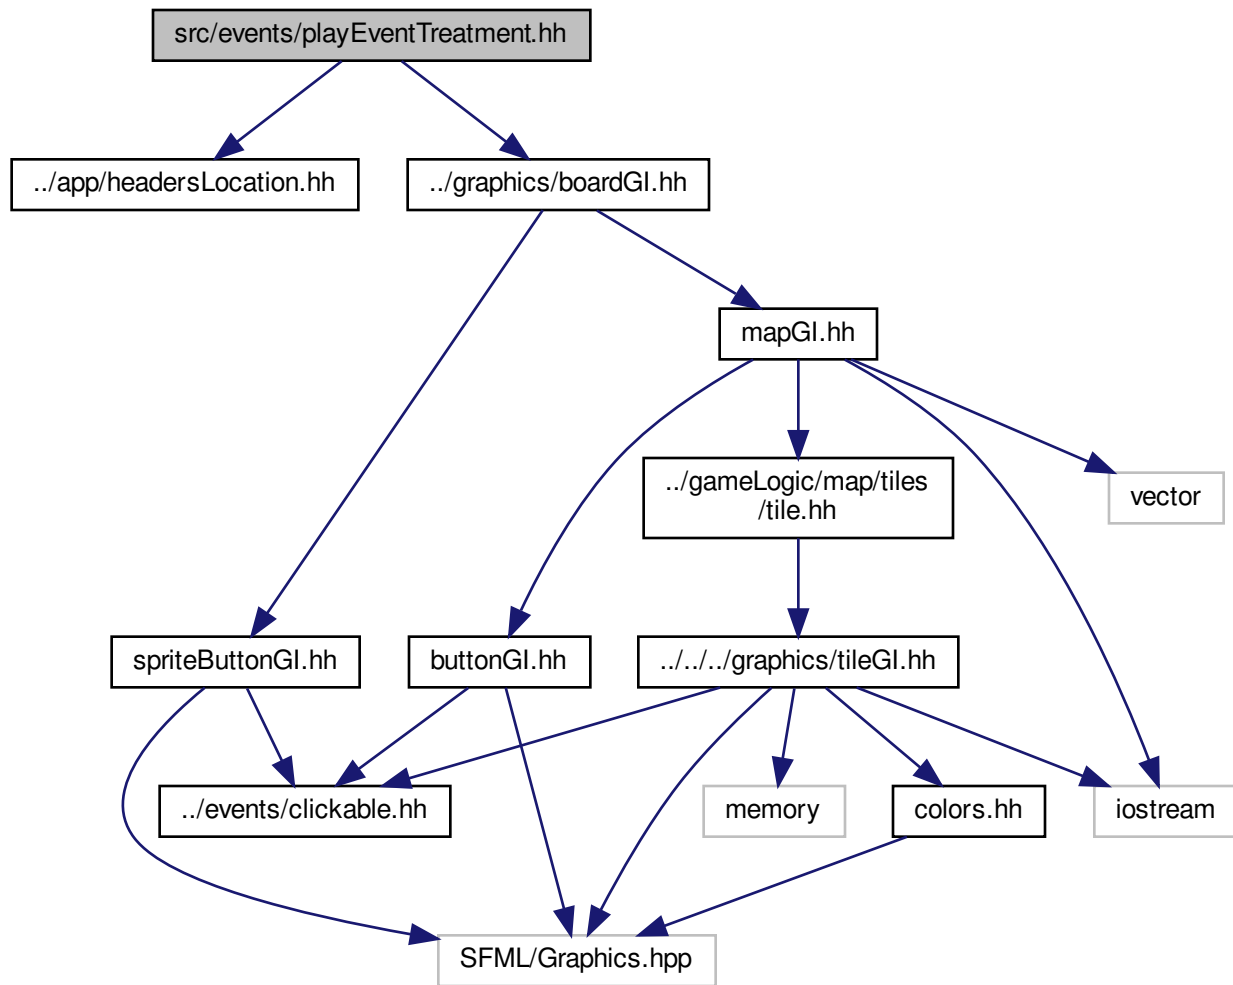 src/events/playEventTreatment.hh
../app/headersLocation.hh
../graphics/boardGI.hh
mapGI.hh
../gameLogic/map/tiles
/tile.hh
vector
spriteButtonGI.hh
buttonGI.hh
../../../graphics/tileGI.hh
../events/clickable.hh
memory
colors.hh
iostream
SFML/Graphics.hpp